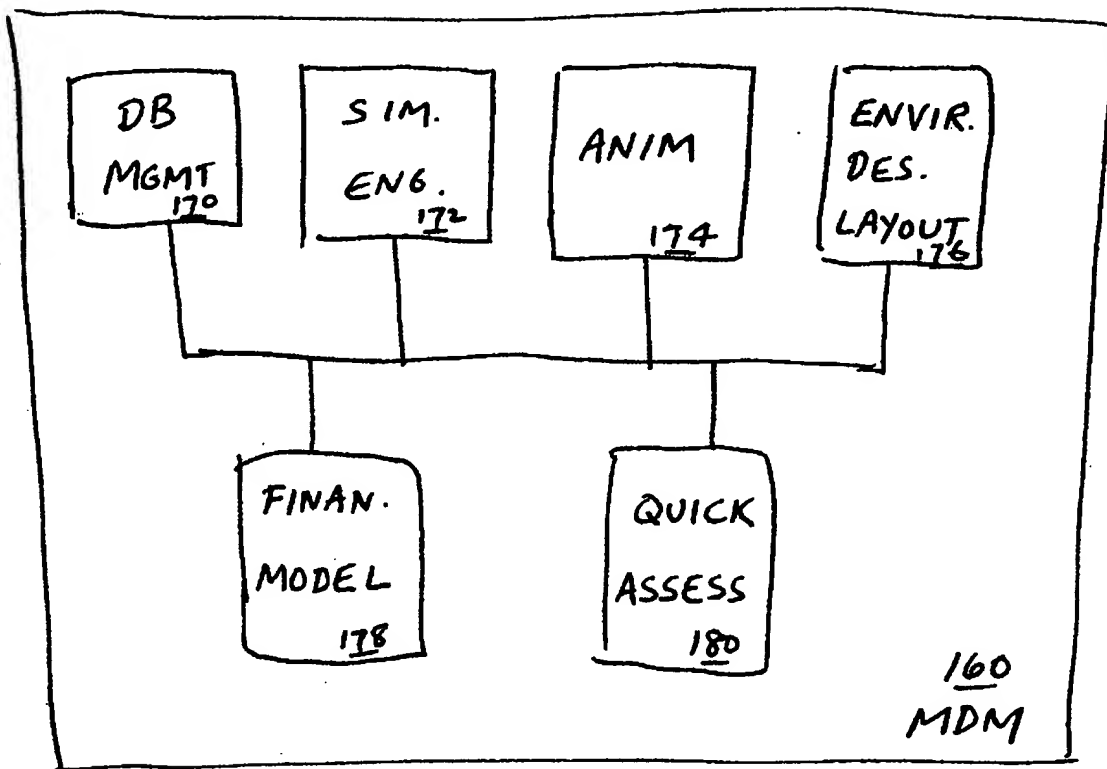 DB
MGMT
170
SIM.
ENG.
172
ANIM
174
ENVIR.
DES.
LAYOUT
176
FINAN.
MODEL
178
QUICK
ASSESS
180
160
MDM